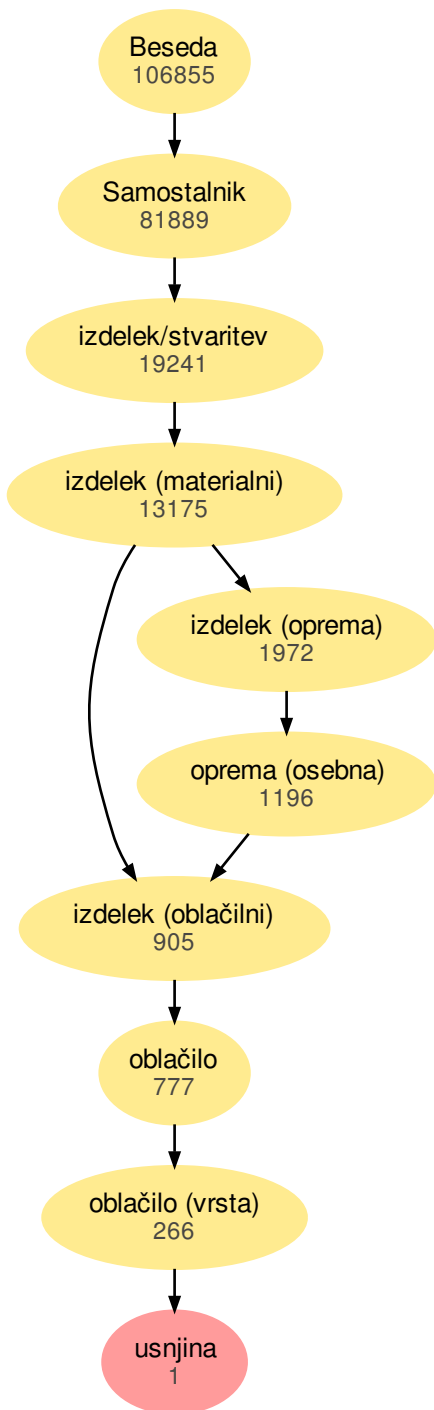 Beseda
106855
Samostalnik
81889
izdelek/stvaritev
19241
izdelek (materialni)
13175
izdelek (oprema)
1972
oprema (osebna)
1196
izdelek (oblačilni)
905
oblačilo
777
oblačilo (vrsta)
266
usnjina
1